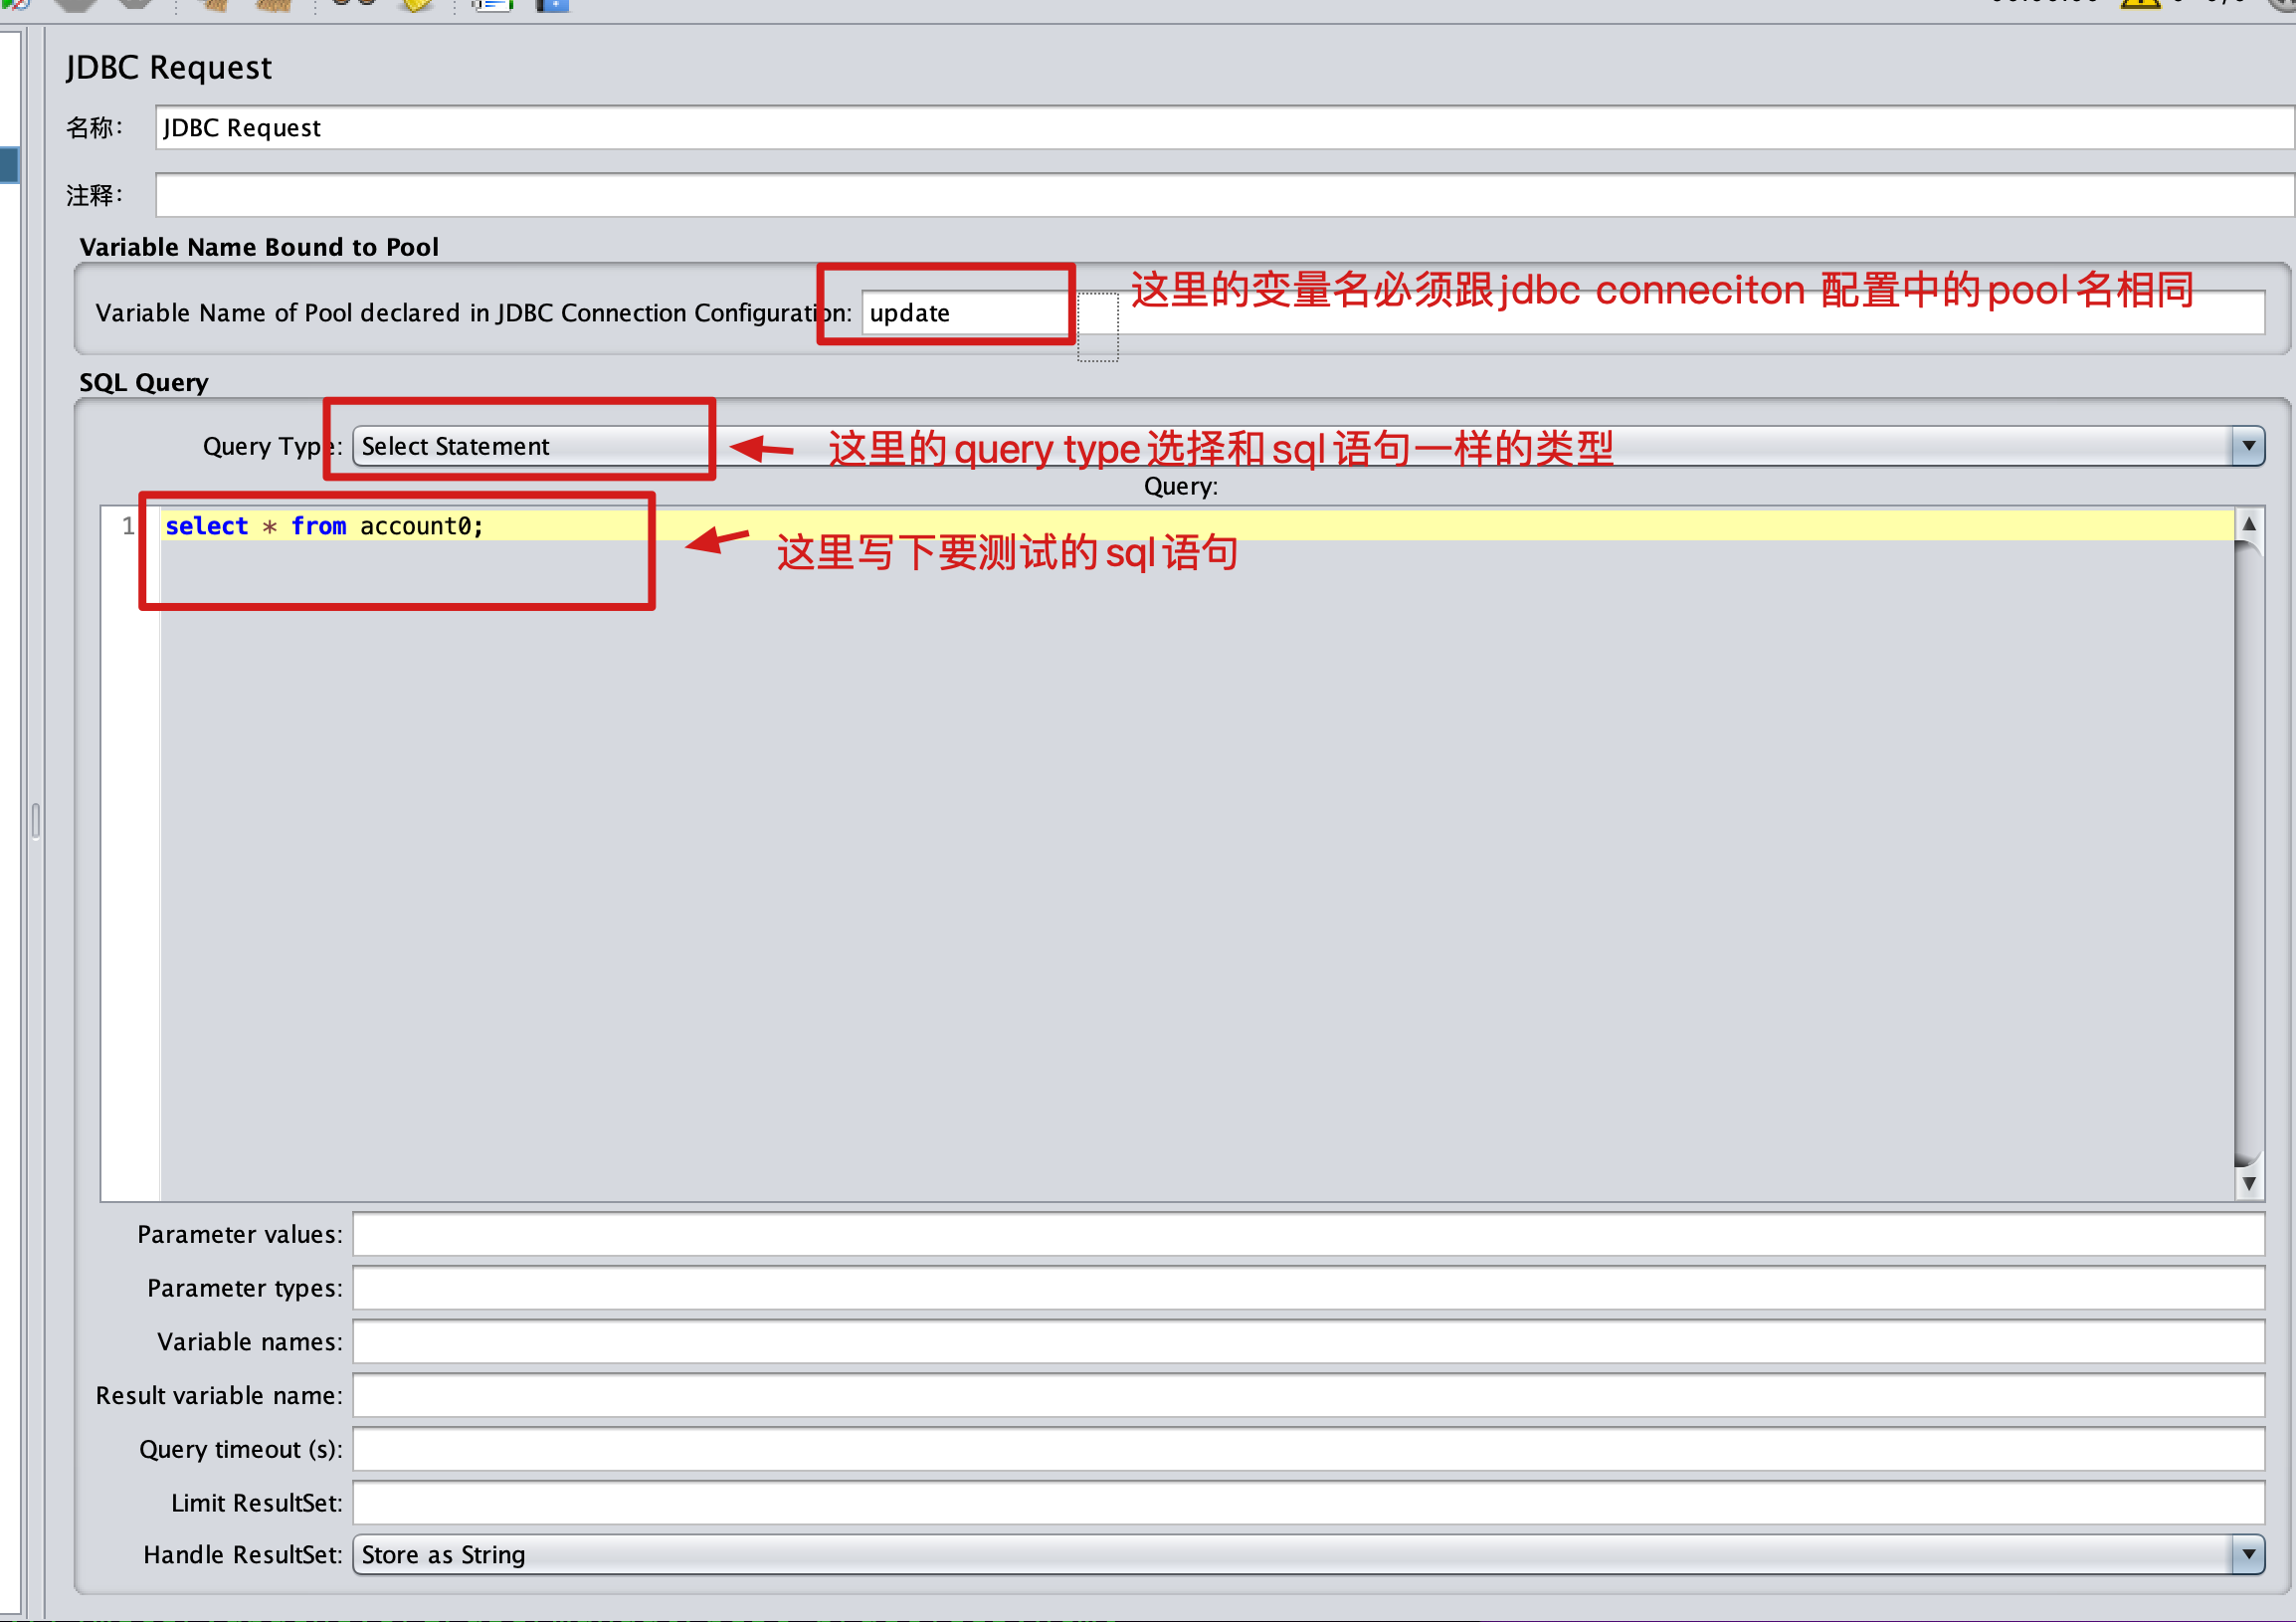 JDBC Request
名称： JDBC Request
注释：
Variable Name Bound to Pool
这里的变量名必须跟jdbc conneciton 配置中的pool名相同
Variable Name of Pool declared in JDBC Connection Configuration: update
SQL Query
Query Type: Select Statement
这里的query type选择和sql语句一样的类型
Query:
1 select * from account0;
这里写下要测试的sql语句
Parameter values:
Parameter types:
Variable names:
Result variable name:
Query timeout (s):
Limit ResultSet:
Handle ResultSet: Store as String